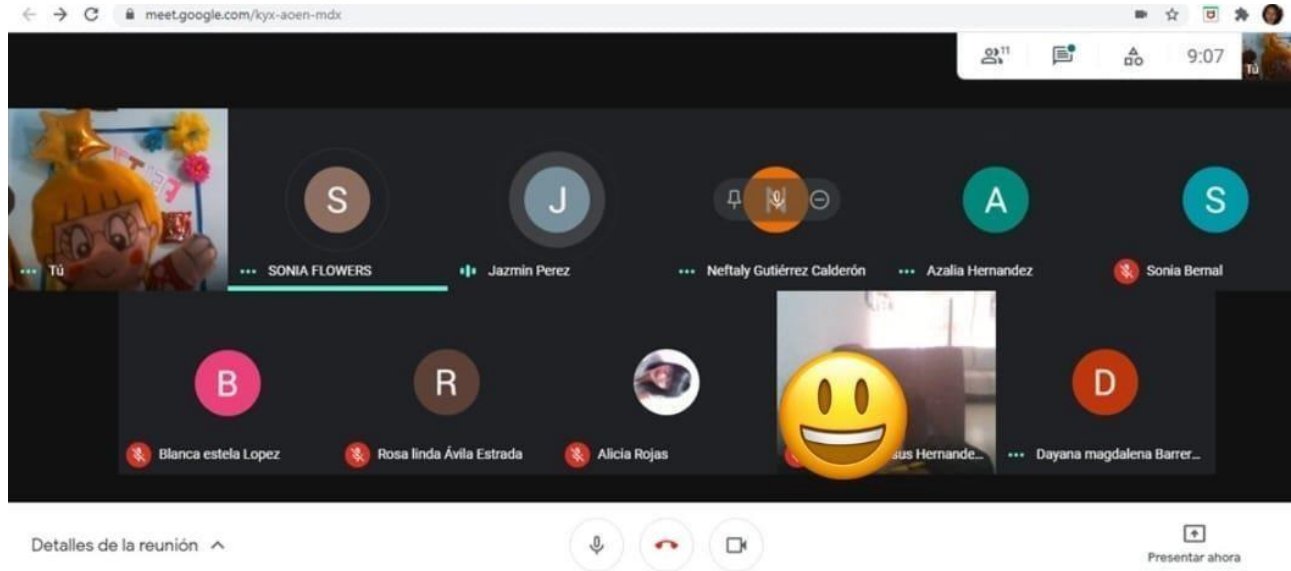 meet.google.com/kyx-aoen-mdx
11
9:07
Tú
Tú
S
SONIA FLOWERS
J
Jazmin Perez
N
Neftaly Gutiérrez Calderón
A
Azalia Hernandez
S
Sonia Bernal
B
Blanca estela Lopez
R
Rosa linda Ávila Estrada
Alicia Rojas
sus Hernande...
D
Dayana magdalena Barrer...
Detalles de la reunión
Presentar ahora